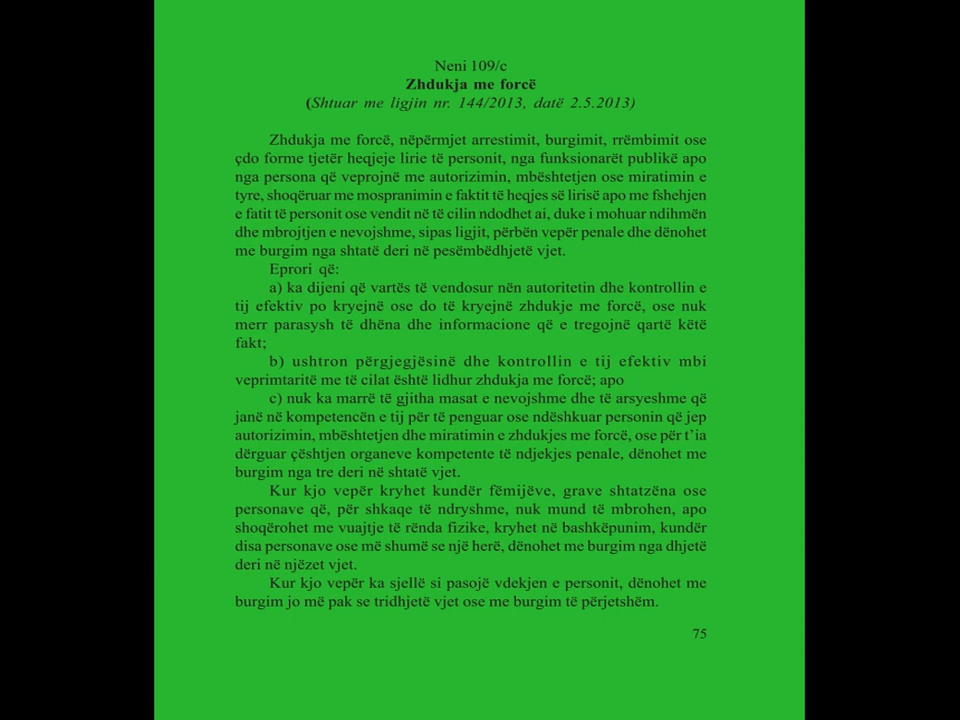 Neni 109/c
Zhdukja me forcë
(Shtuar me ligjin nr. 144/2013, datë 2.5.2013)
Zhdukja me forcë, nëpërmjet arrestimit, burgimit, rrëmbimit ose
çdo forme tjetër heqjeje lirie të personit, nga funksionarët publikë apo
nga persona që veprojnë me autorizimin, mbështetjen ose miratimin e
tyre, shoqëruar me mospranimin e faktit të heqjes së lirisë apo me fshehjen
e fatit të personit ose vendit në të cilin ndodhet ai, duke i mohuar ndihmën
dhe mbrojtjen e nevojshme, sipas ligjit, përbën vepër penale dhe dënohet
me burgim nga shtatë deri në pesëmbëdhjetë vjet.
Eprori që:
a) ka dijeni që vartës të vendosur nën autoritetin dhe kontrollin e
tij efektiv po kryejnë ose do të kryejnë zhdukje me forcë, ose nuk
merr parasysh të dhëna dhe informacione që e tregojnë qartë këtë
fakt;
b) ushtron përgjegjësinë dhe kontrollin e tij efektiv mbi
veprimtaritë me të cilat është lidhur zhdukja me forcë; apo
c) nuk ka marrë të gjitha masat e nevojshme dhe të arsyeshme që
janë në kompetencën e tij për të penguar ose ndëshkuar personin që jep
autorizimin, mbështetjen dhe miratimin e zhdukjes me forcë, ose për t’ia
dërguar çështjen organeve kompetente të ndjekjes penale, dënohet me
burgim nga tre deri në shtatë vjet.
Kur kjo vepër kryhet kundër fëmijëve, grave shtatzëna ose
personave që, për shkaqe të ndryshme, nuk mund të mbrohen, apo
shoqërohet me vuajtje të rënda fizike, kryhet në bashkëpunim, kundër
disa personave ose më shumë se një herë, dënohet me burgim nga dhjetë
deri në njëzet vjet.
Kur kjo vepër ka sjellë si pasojë vdekjen e personit, dënohet me
burgim jo më pak se tridhjetë vjet ose me burgim të përjetshëm.
75